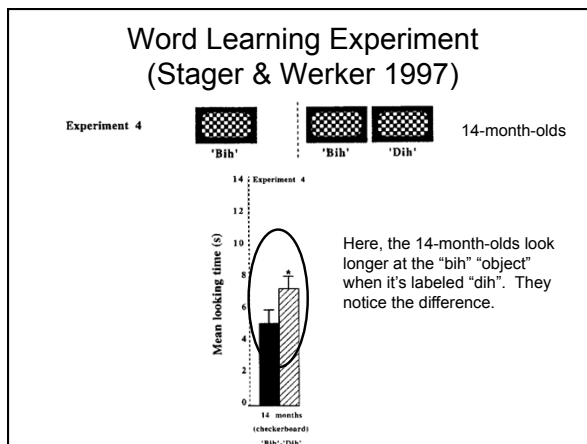 Word Learning Experiment
(Stager & Werker 1997)
Experiment 4
'Bih'
'Bih'
'Dih'
14-month-olds
Experiment 4
14
12
10
8
6
4
2
0
Mean looking time (s)
*
Here, the 14-month-olds look
longer at the “bih” “object”
when it’s labeled “dih”.  They
notice the difference.
14 months
(checkerboard)
'Bih'-'Dih'